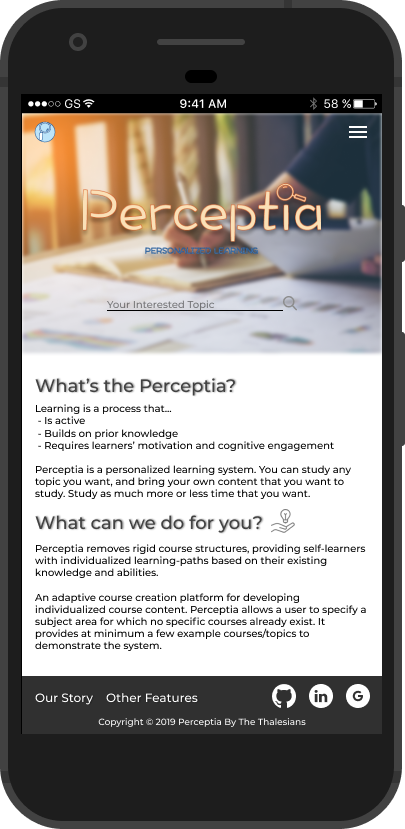 GS 9:41 AM 58 %
Perceptia
PERSONALIZED LEARNING
Your Interested Topic
What's the Perceptia?
Learning is a process that...
- Is active
- Builds on prior knowledge
- Requires learners' motivation and cognitive engagement
Perceptia is a personalized learning system. You can study any
topic you want, and bring your own content that you want to
study. Study as much more or less time that you want.
What can we do for you?
Perceptia removes rigid course structures, providing self-learners
with individualized learning-paths based on their existing
knowledge and abilities.
An adaptive course creation platform for developing
individualized course content. Perceptia allows a user to specify a
subject area for which no specific courses already exist. It
provides at minimum a few example courses/topics to
demonstrate the system.
Our Story Other Features in G
Copyright © 2019 Perceptia By The Thalesians